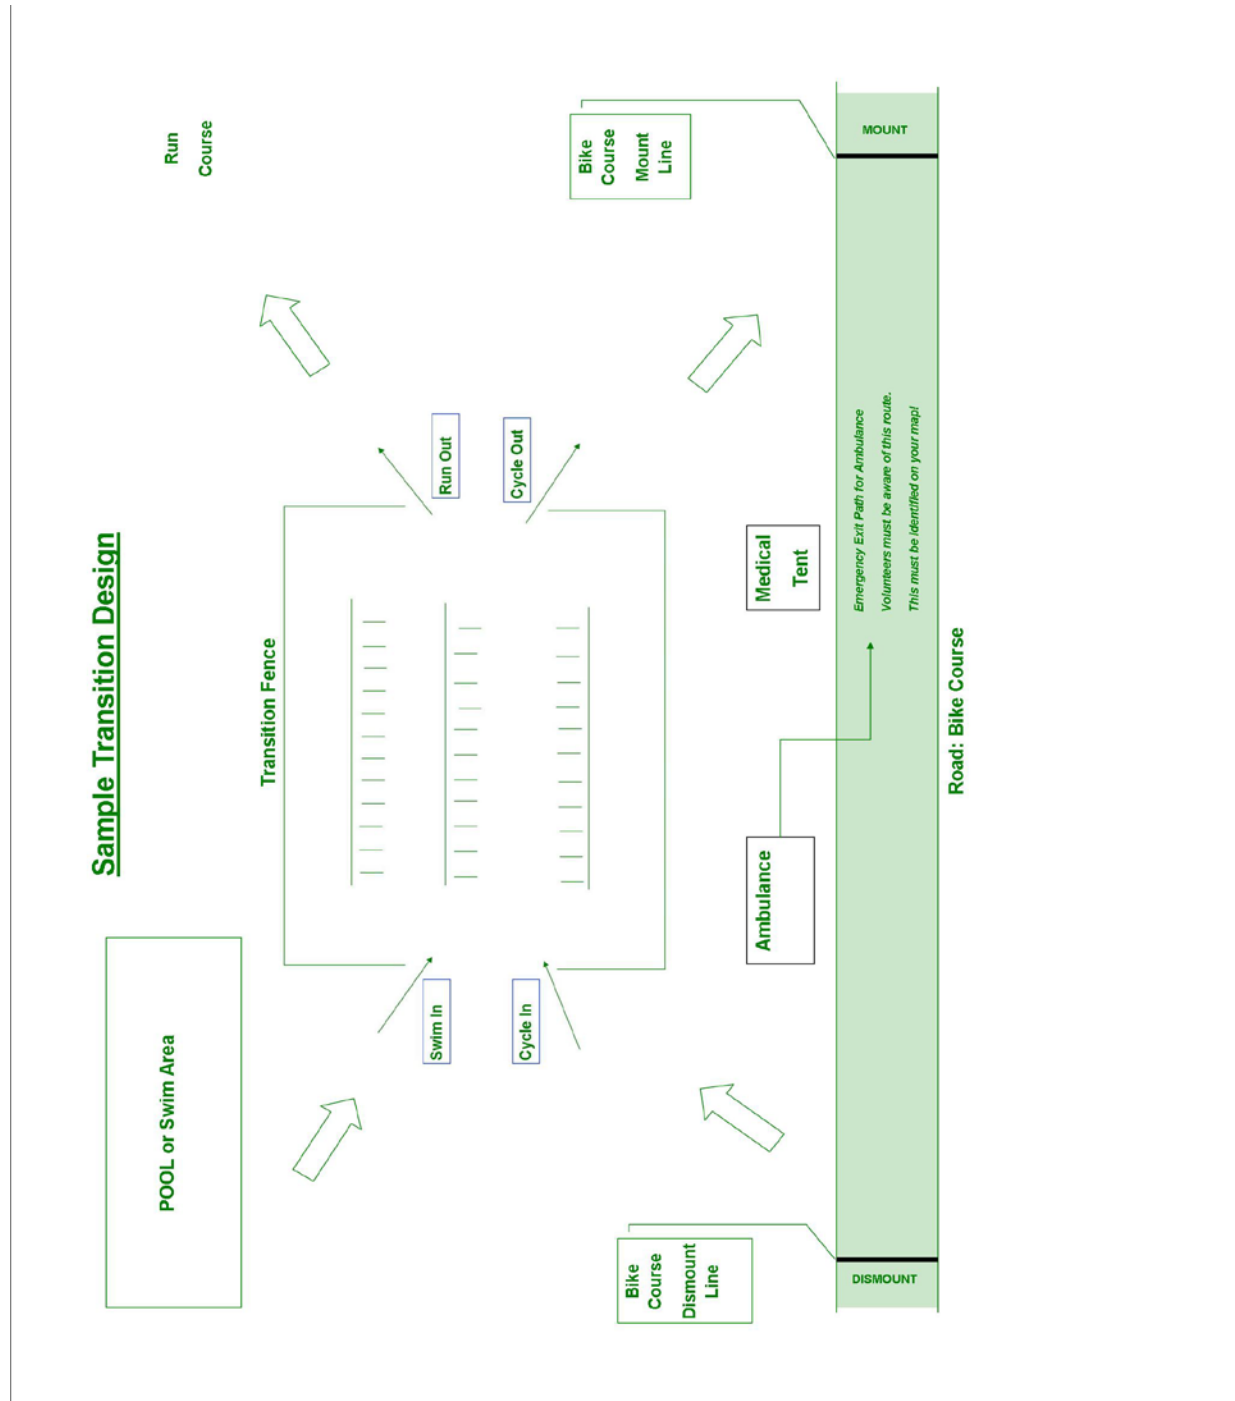 Sample Transition Design
POOL or Swim Area
Run
Course
Transition Fence
Swim In
Run Out
Cycle In
Cycle Out
Bike
Course
Mount
Line
Bike
Course
Dismount
Line
Ambulance
Medical
Tent
DISMOUNT
Emergency Exit Path for Ambulance
Volunteers must be aware of this route.
This must be identified on your map!
MOUNT
Road: Bike Course